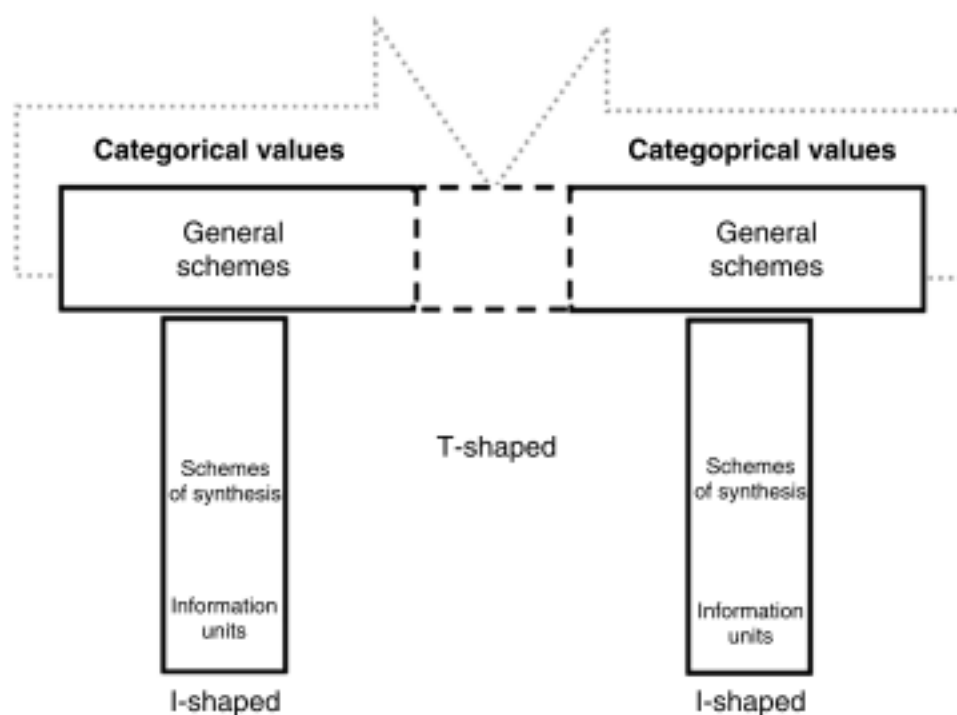 Categorical values
Categoprical values
General
schemes
General
schemes
T-shaped
Schemes
of synthesis
Schemes
of synthesis
Information
units
Information
units
I-shaped
I-shaped